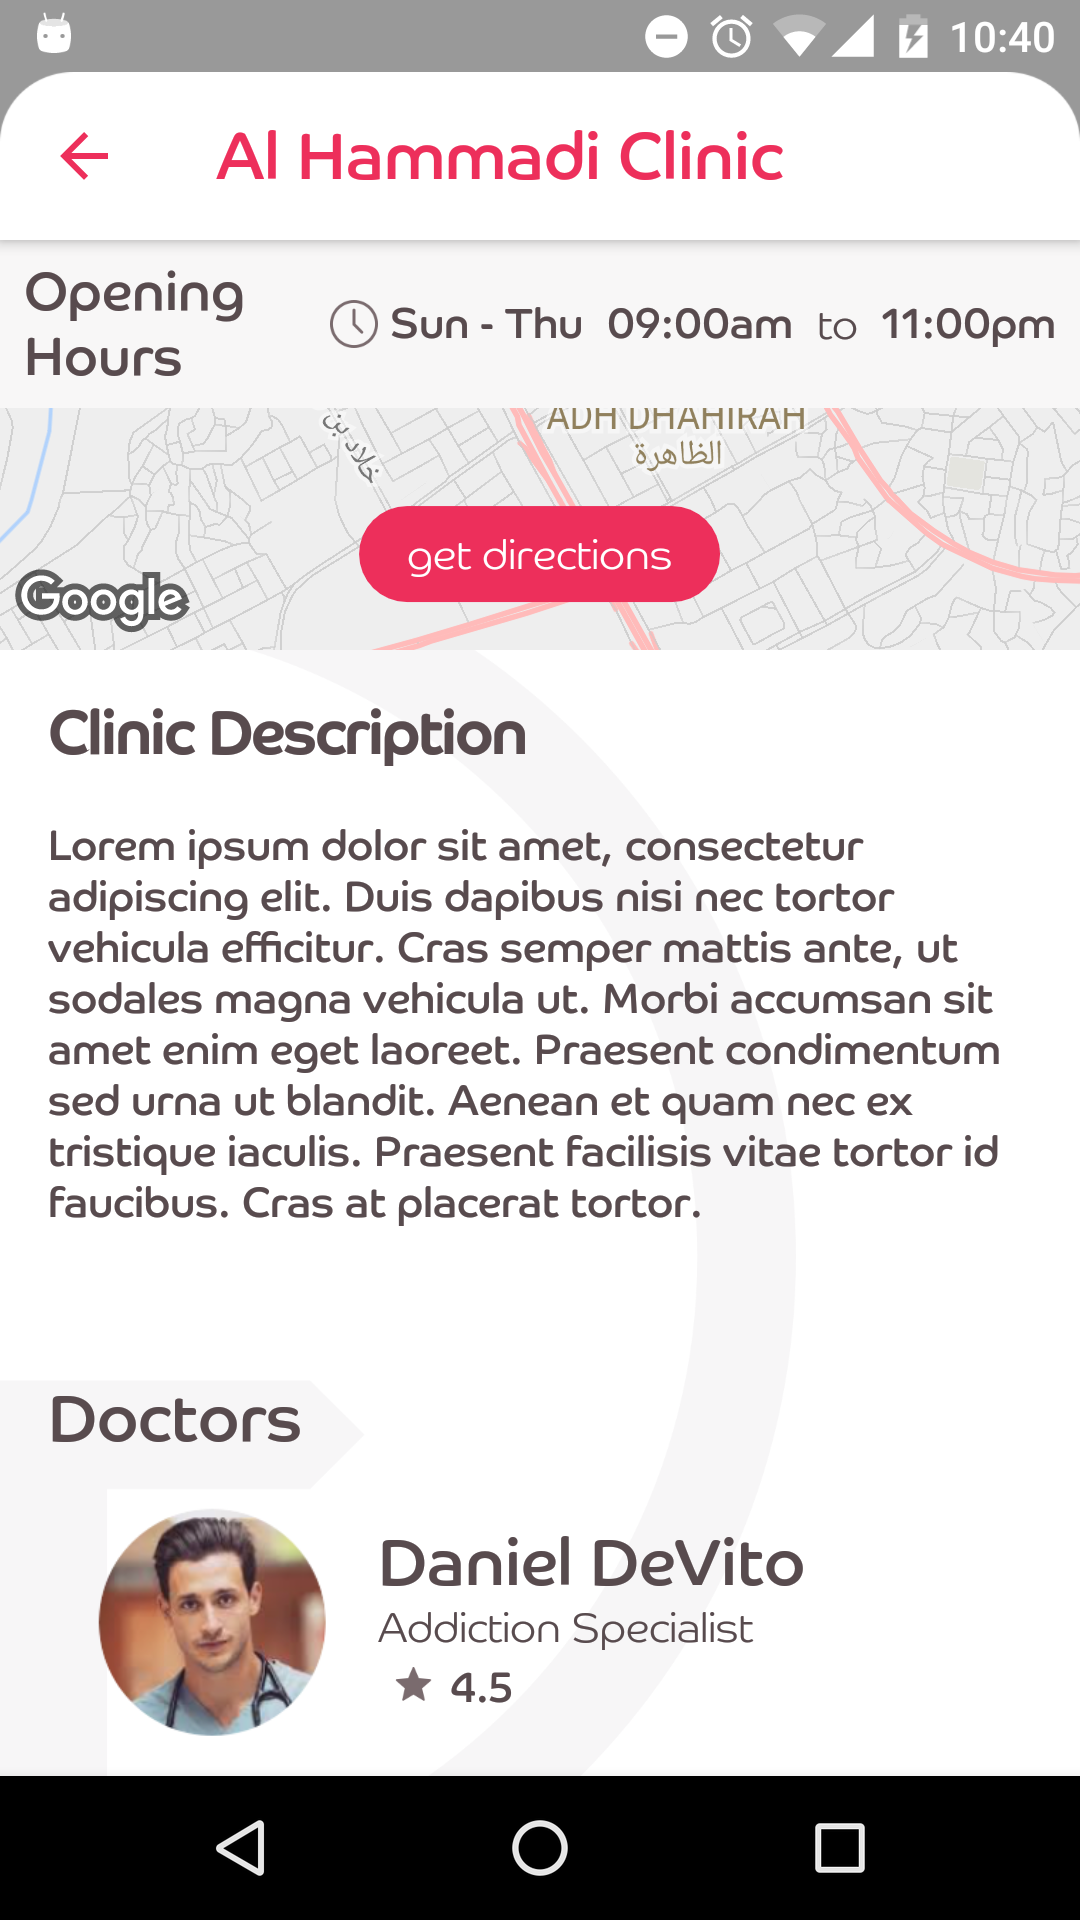 10:40
Al Hammadi Clinic
Opening
Hours
Sun - Thu 09:00am to 11:00pm
ADH DHAHIRAH
الظاهرة
خلاد بن
get directions
Google
Clinic Description
Lorem ipsum dolor sit amet, consectetur
adipiscing elit. Duis dapibus nisi nec tortor
vehicula efficitur. Cras semper mattis ante, ut
sodales magna vehicula ut. Morbi accumsan sit
amet enim eget laoreet. Praesent condimentum
sed urna ut blandit. Aenean et quam nec ex
tristique iaculis. Praesent facilisis vitae tortor id
faucibus. Cras at placerat tortor.
Doctors
Daniel DeVito
Addiction Specialist
4.5